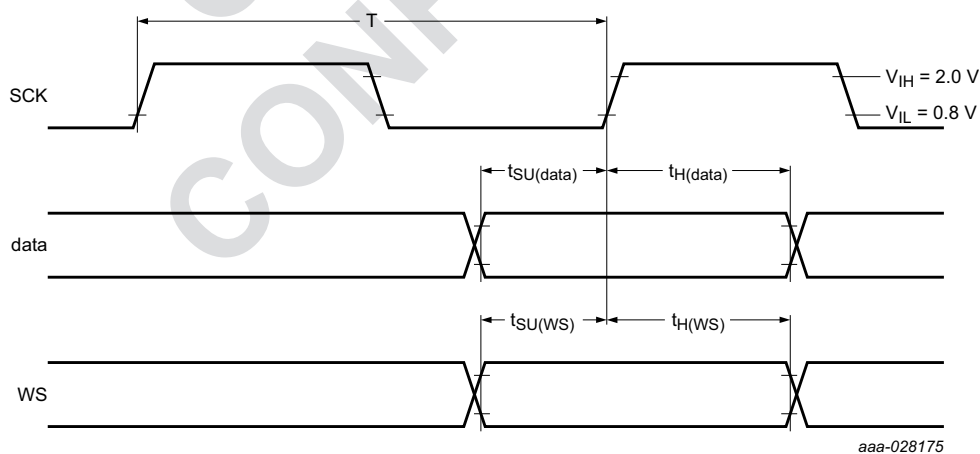 T
SCK
V_IH = 2.0 V
V_IL = 0.8 V
t_SU(data)
t_H(data)
data
t_SU(WS)
t_H(WS)
WS
aaa-028175